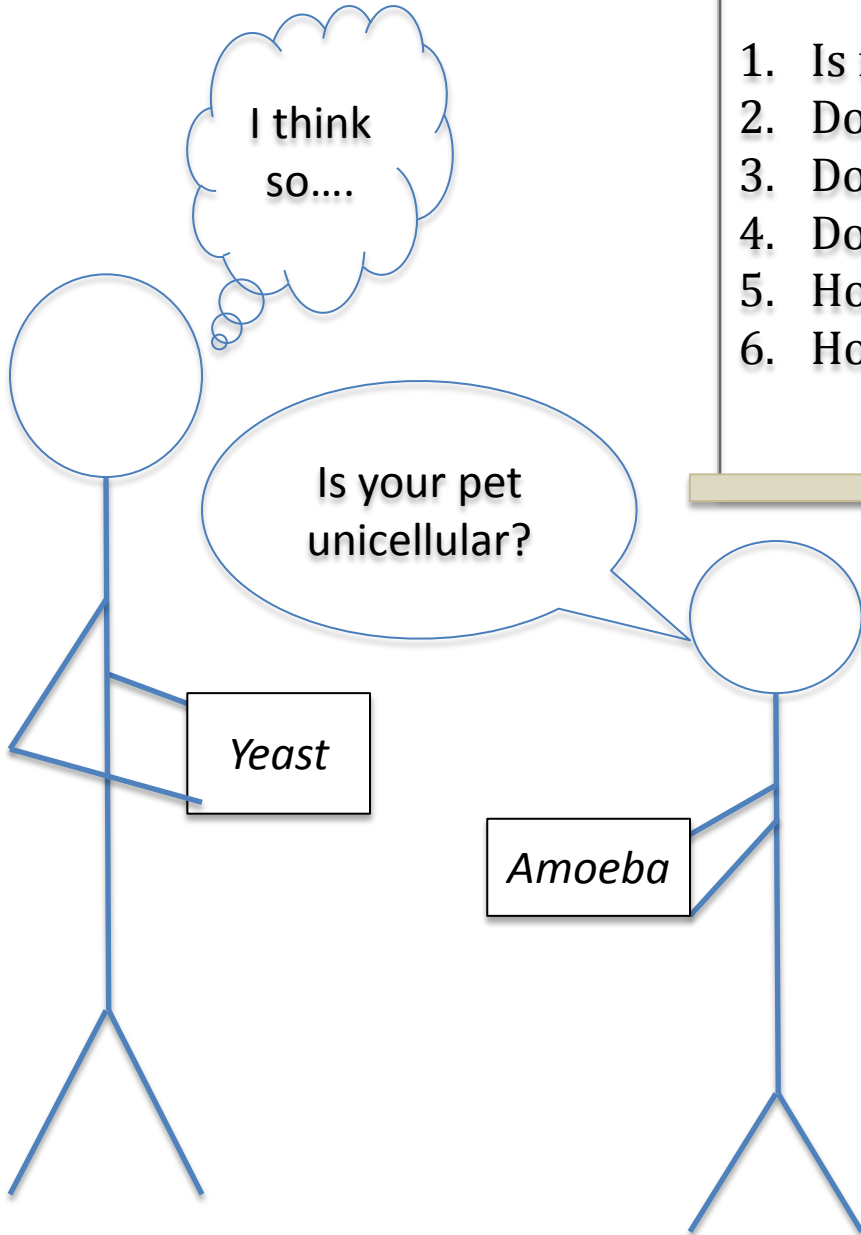 I think
so....
1. Is
2. Do
3. Do
4. Do
5. Ho
6. Ho
Is your pet
unicellular?
Yeast
Amoeba